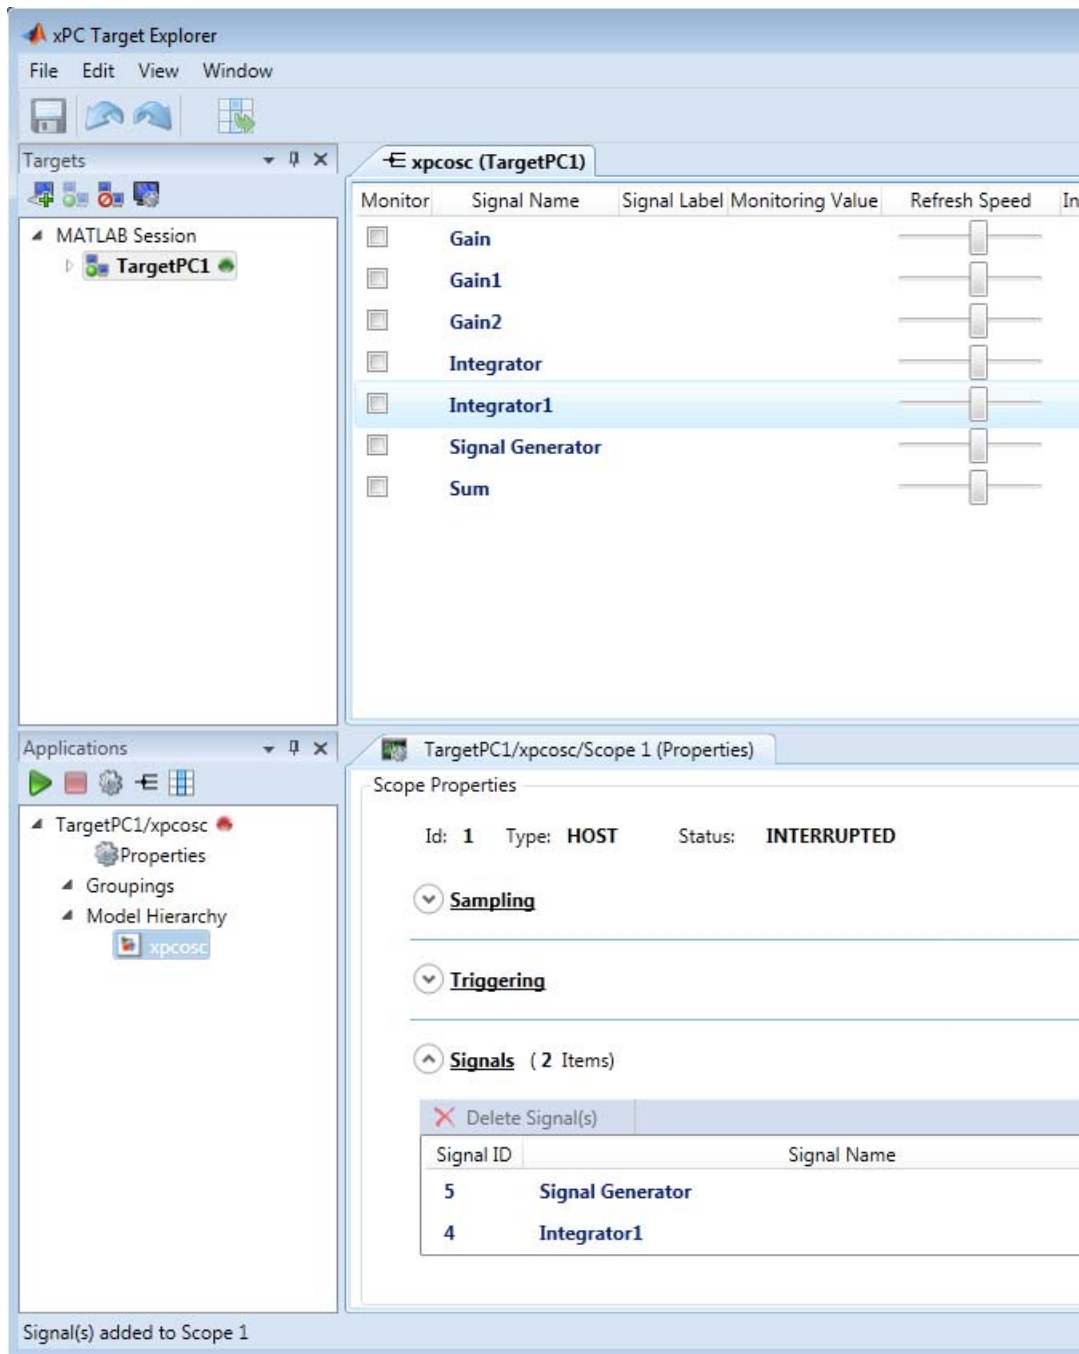 xPC Target Explorer
File Edit View Window
Targets
MATLAB Session
TargetPC1
xpcosc (TargetPC1)
Monitor Signal Name Signal Label Monitoring Value Refresh Speed In
Gain
Gain1
Gain2
Integrator
Integrator1
Signal Generator
Sum
Applications
TargetPC1/xpcosc
Properties
Groupings
Model Hierarchy
xpcosc
TargetPC1/xpcosc/Scope 1 (Properties)
Scope Properties
Id: 1 Type: HOST Status: INTERRUPTED
Sampling
Triggering
Signals ( 2 Items)
Delete Signal(s)
Signal ID Signal Name
5 Signal Generator
4 Integrator1
Signal(s) added to Scope 1